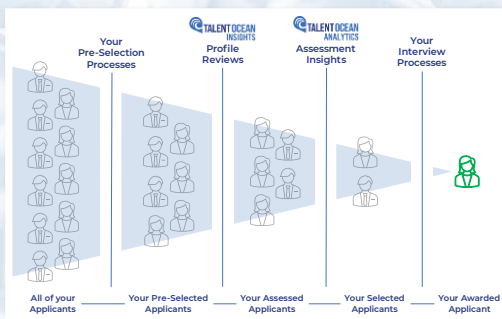 TALENT OCEAN
INSIGHTS
TALENT OCEAN
ANALYTICS
Your
Pre-Selection
Processes
Profile
Reviews
Assessment
Insights
Your
Interview
Processes
All of your
Applicants
Your Pre-Selected
Applicants
Your Assessed
Applicants
Your Selected
Applicants
Your Awarded
Applicant